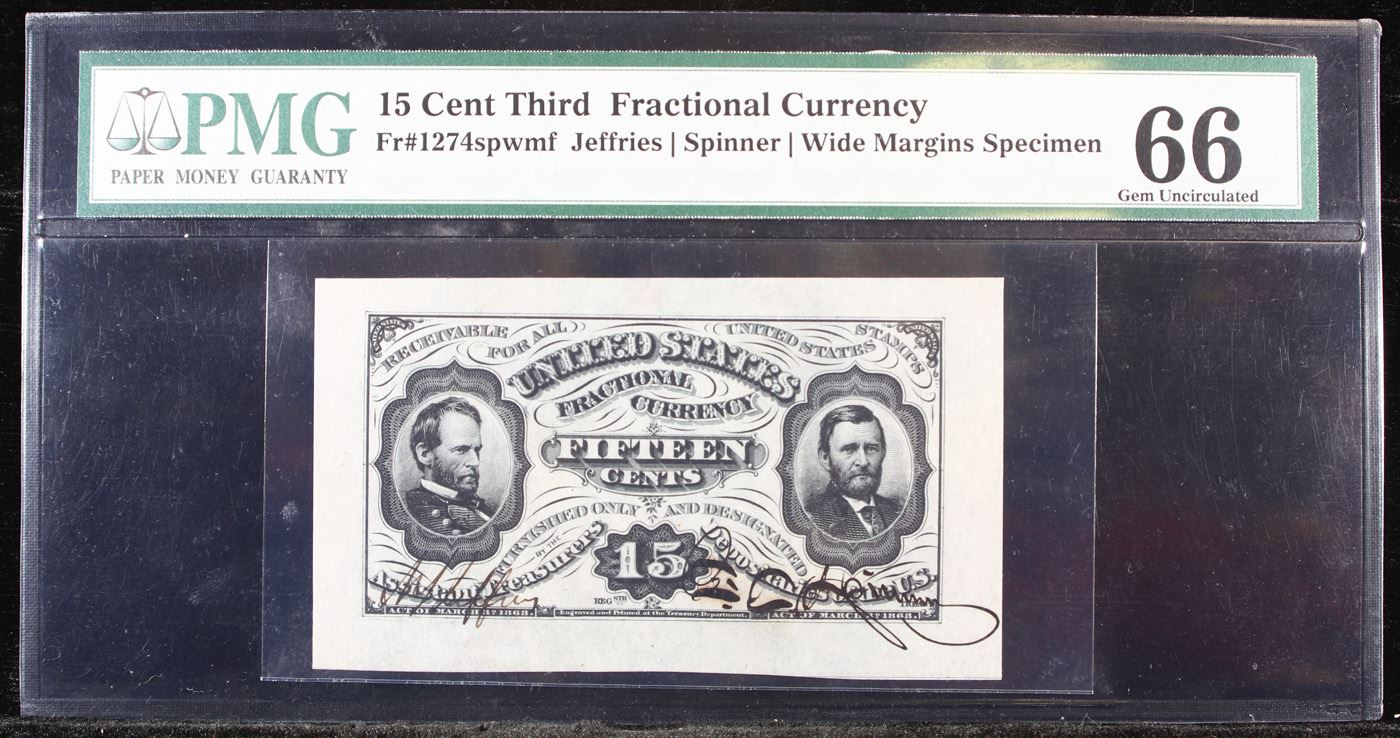 PMG
PAPER MONEY GUARANTY
15 Cent Third Fractional Currency
Fr#1274spwmf Jeffries | Spinner | Wide Margins Specimen
66
Gem Uncirculated
RECEIVABLE FOR ALL UNITED STATES STAMPS
UNITED STATES
FRACTIONAL
CURRENCY
FIFTEEN
CENTS
FURNISHED ONLY AND DESIGNATED
BY THE
Assistant Treasurers
15
REGSTR
U.S.
ACT OF MARCH 3D 1863.
Engraved and Printed at the Treasury Department.
ACT OF MARCH 3D 1863.